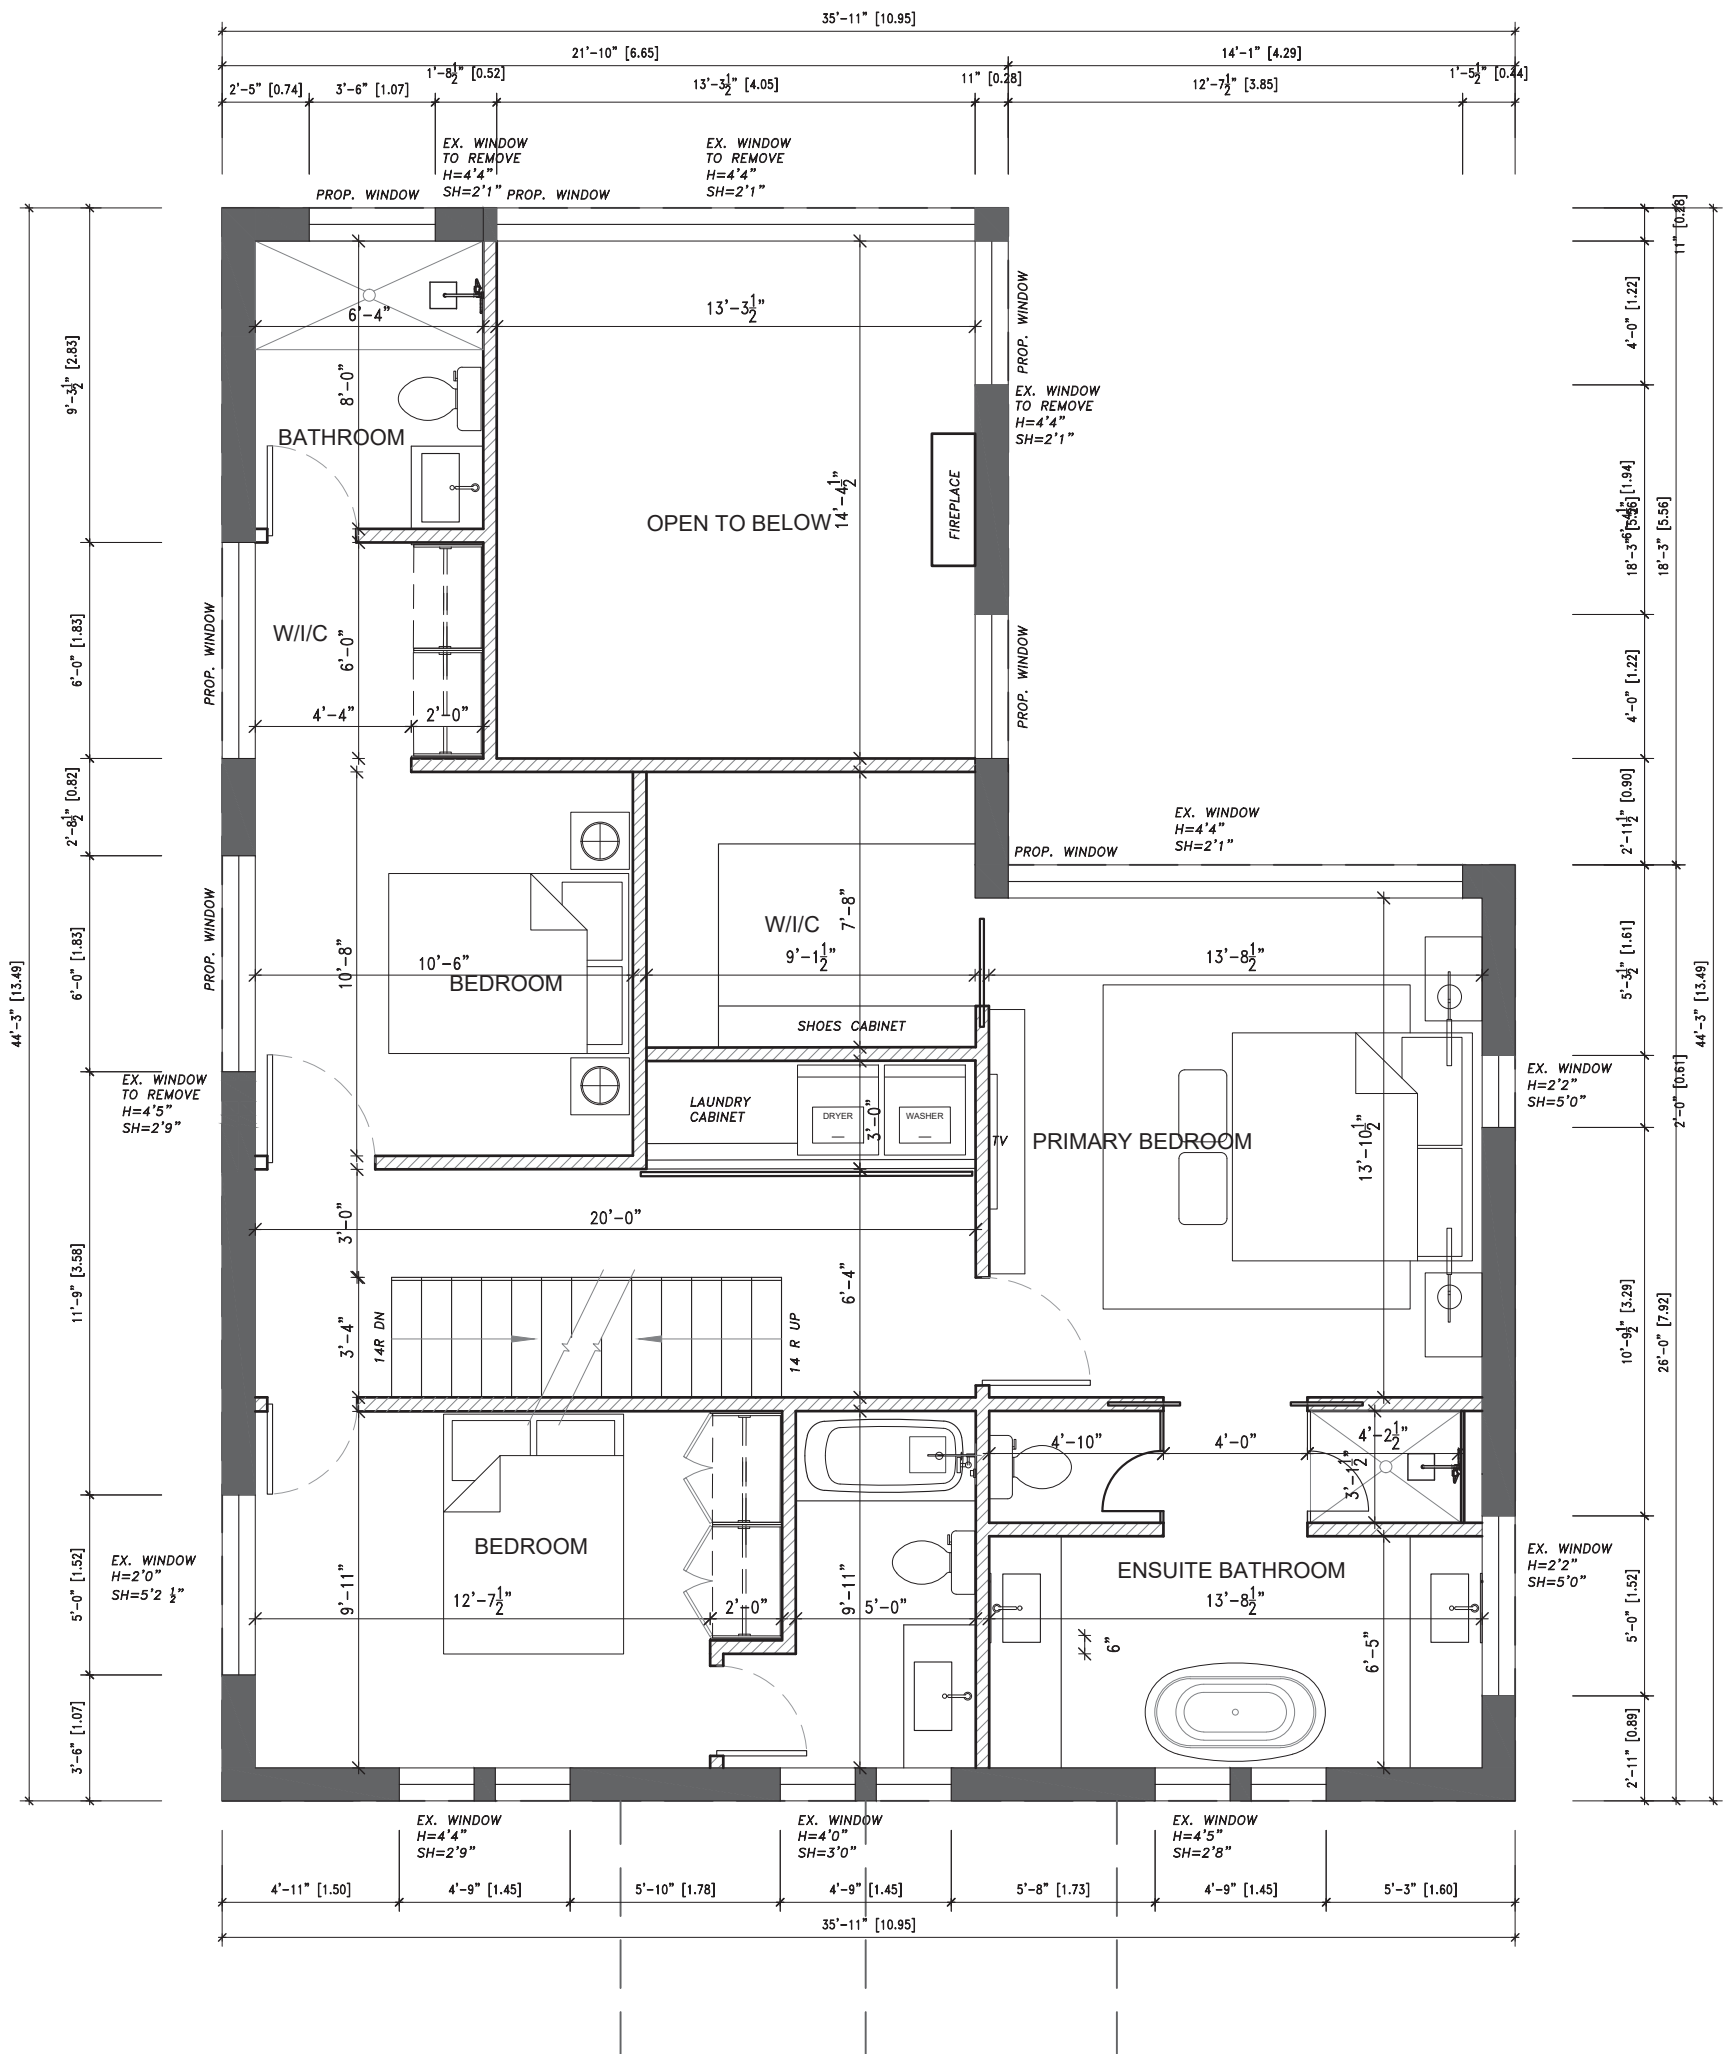 35'-11" [10.95]
21'-10" [6.65]
14'-1" [4.29]
1'-8½" [0.52]
2'-5" [0.74]
3'-6" [1.07]
13'-3½" [4.05]
11" [0.28]
12'-7½" [3.85]
1'-5½" [0.44]
EX. WINDOW
TO REMOVE
H=4'4"
SH=2'1"
EX. WINDOW
TO REMOVE
H=4'4"
SH=2'1"
PROP. WINDOW
PROP. WINDOW
11" [0.28]
9'-3½" [2.83]
6'-4"
13'-3½"
8'-0"
PROP. WINDOW
4'-0" [1.22]
EX. WINDOW
TO REMOVE
H=4'4"
SH=2'1"
BATHROOM
OPEN TO BELOW
14'-4½"
FIREPLACE
18'-3" [5.56]
18'-3" [5.56]
PROP. WINDOW
W/I/C
6'-0"
6'-0" [1.83]
PROP. WINDOW
4'-0" [1.22]
4'-4"
2'-0"
2'-8½" [0.82]
2'-11½" [0.90]
EX. WINDOW
H=4'4"
SH=2'1"
PROP. WINDOW
PROP. WINDOW
6'-0" [1.83]
10'-8"
10'-6"
BEDROOM
W/I/C
7'-8"
9'-1½"
13'-8½"
5'-3½" [1.61]
44'-3" [13.49]
44'-3" [13.49]
SHOES CABINET
EX. WINDOW
TO REMOVE
H=4'5"
SH=2'9"
EX. WINDOW
H=2'2"
SH=5'0"
2'-0" [0.61]
LAUNDRY
CABINET
DRYER
WASHER
3'-0"
TV
PRIMARY BEDROOM
13'-10½"
20'-0"
3'-0"
11'-9" [3.58]
6'-4"
3'-4"
14R DN
14 R UP
10'-9½" [3.29]
26'-0" [7.92]
4'-10"
4'-0"
4'-2½"
3'-1½"
BEDROOM
ENSUITE BATHROOM
EX. WINDOW
H=2'0"
SH=5'2 ½"
EX. WINDOW
H=2'2"
SH=5'0"
5'-0" [1.52]
9'-11"
12'-7½"
2'-0"
9'-11"
5'-0"
13'-8½"
5'-0" [1.52]
6"
6'-5"
3'-6" [1.07]
2'-11" [0.89]
EX. WINDOW
H=4'4"
SH=2'9"
EX. WINDOW
H=4'0"
SH=3'0"
EX. WINDOW
H=4'5"
SH=2'8"
4'-11" [1.50]
4'-9" [1.45]
5'-10" [1.78]
4'-9" [1.45]
5'-8" [1.73]
4'-9" [1.45]
5'-3" [1.60]
35'-11" [10.95]